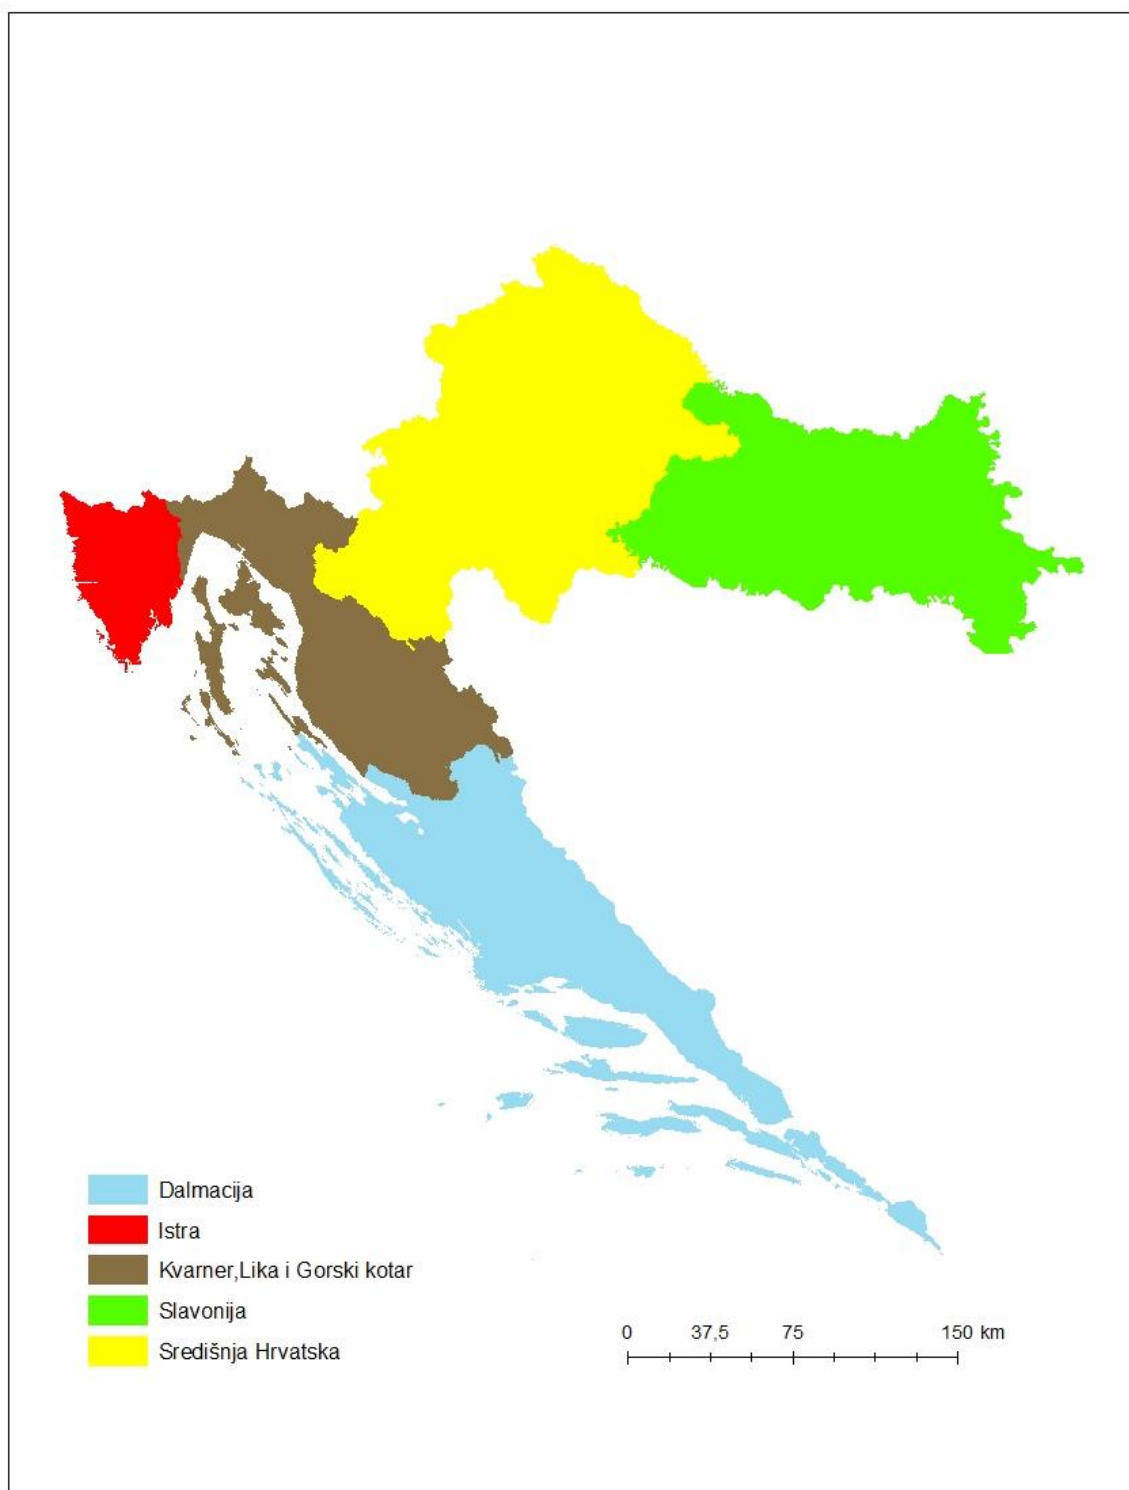 Dalmacija
Istra
Kvarner,Lika i Gorski kotar
Slavonija
Središnja Hrvatska
0 37,5 75 150 km